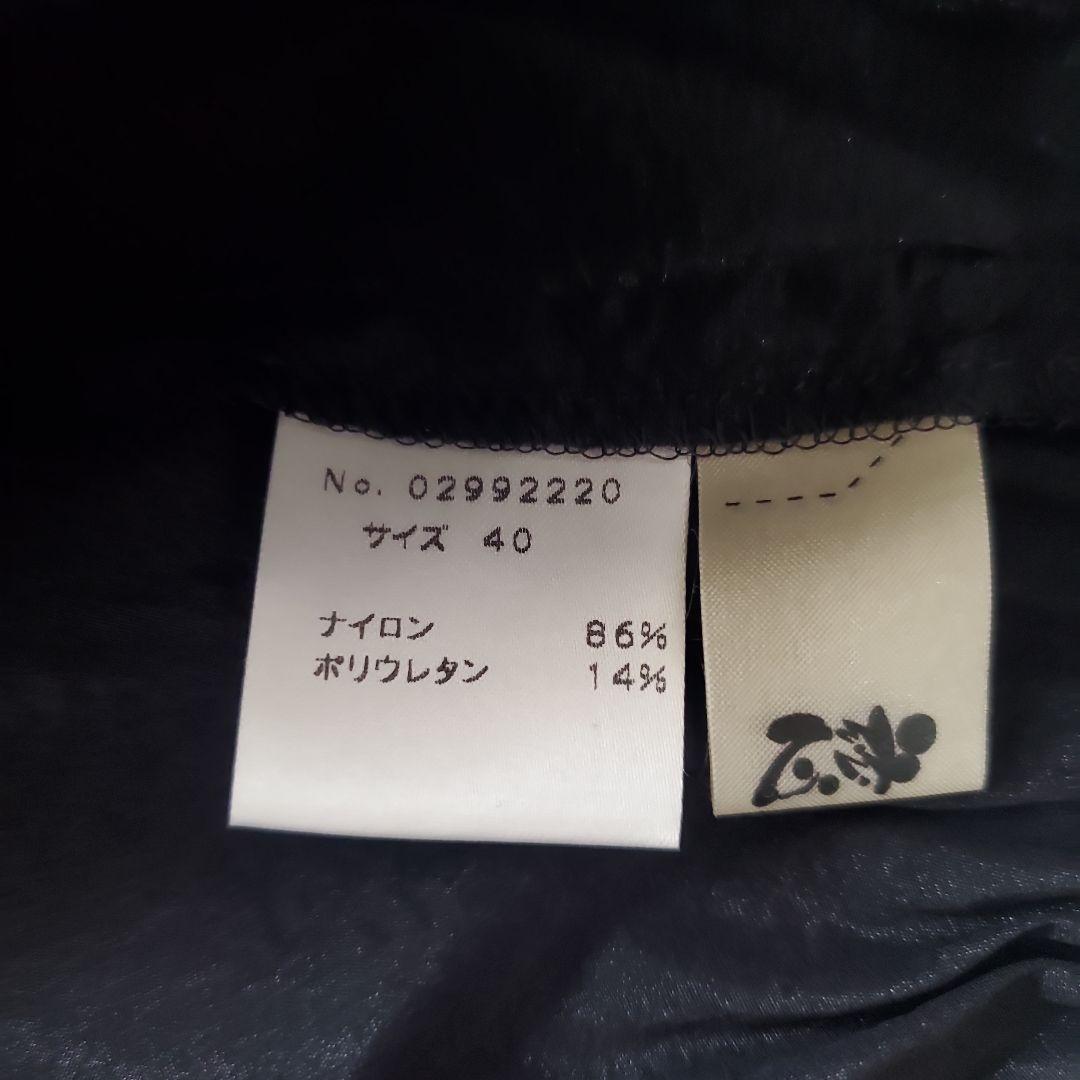 No. 02992220
サイズ 40
ナイロン 86%
ポリウレタン 14%